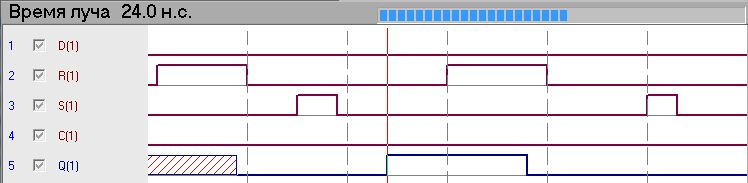 Время луча 24.0 н.с.
1 D(1)
2 R(1)
3 S(1)
4 C(1)
5 Q(1)